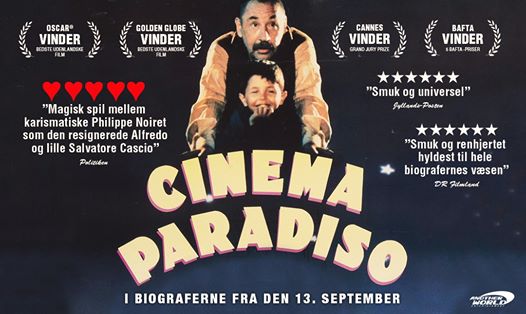 OSCAR®
VINDER
BEDSTE UDENLANDSKE
FILM
GOLDEN GLOBE
VINDER
BEDSTE UDENLANDSKE
FILM
CANNES
VINDER
GRAND JURY PRIZE
BAFTA
VINDER
5 BAFTA-PRISER
”Magisk spil mellem
karismatiske Philippe Noiret
som den resignerede Alfredo
og lille Salvatore Cascio”
Politiken
”Smuk og universel”
Jyllands-Posten
”Smuk og renhjertet
hyldest til hele
biografernes væsen”
DR Filmland
CINEMA
PARADISO
I BIOGRAFERNE FRA DEN 13. SEPTEMBER
ANOTHER
WORLD